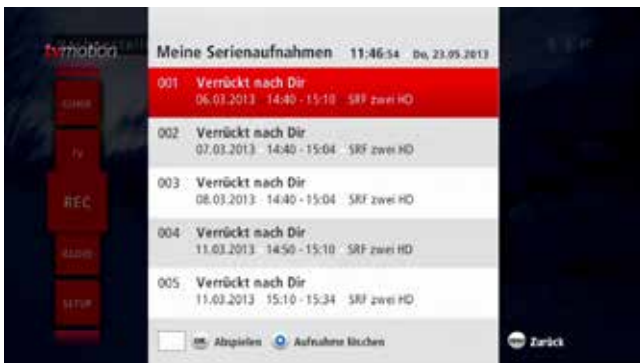 tvmotion
Meine Serienaufnahmen 11:46:54 Do, 23.05.2013
001 Verrückt nach Dir
06.03.2013 14:40 - 15:10 SRF zwei HD
002 Verrückt nach Dir
07.03.2013 14:40 - 15:04 SRF zwei HD
003 Verrückt nach Dir
08.03.2013 14:40 - 15:04 SRF zwei HD
004 Verrückt nach Dir
11.03.2013 14:50 - 15:10 SRF zwei HD
005 Verrückt nach Dir
11.03.2013 15:10 - 15:34 SRF zwei HD
TV
REC
RADIO
SETUP
OK Abspielen Aufnahme löschen
Zurück